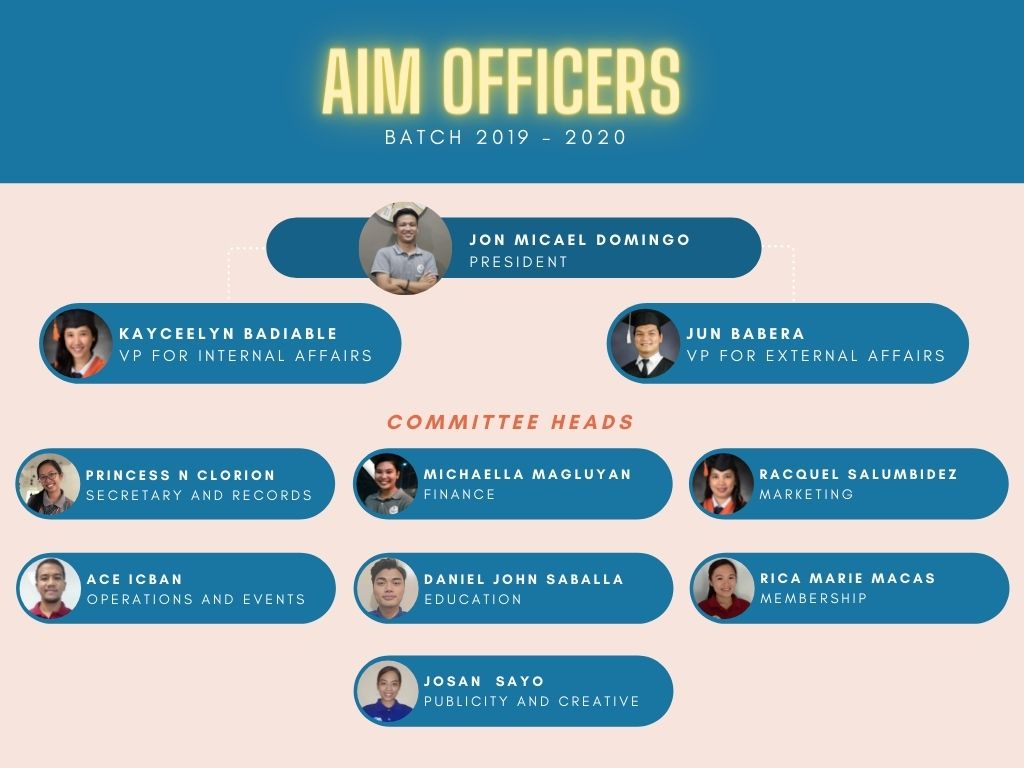 AIM OFFICERS
BATCH 2019 - 2020
JON MICAEL DOMINGO
PRESIDENT
KAYCEELYN BADIABLE
VP FOR INTERNAL AFFAIRS
JUN BABERA
VP FOR EXTERNAL AFFAIRS
COMMITTEE HEADS
PRINCESS N CLORION
SECRETARY AND RECORDS
MICHAELLA MAGLUYAN
FINANCE
RACQUEL SALUMBIDEZ
MARKETING
ACE ICBAN
OPERATIONS AND EVENTS
DANIEL JOHN SABALLA
EDUCATION
RICA MARIE MACAS
MEMBERSHIP
JOSAN SAYO
PUBLICITY AND CREATIVE